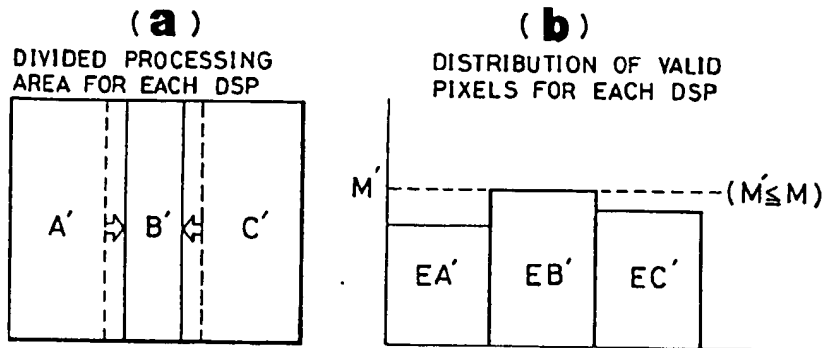 (a)
DIVIDED PROCESSING
AREA FOR EACH DSP
A′
B′
C′
(b)
DISTRIBUTION OF VALID
PIXELS FOR EACH DSP
M′
(M′≦M)
EA′
EB′
EC′